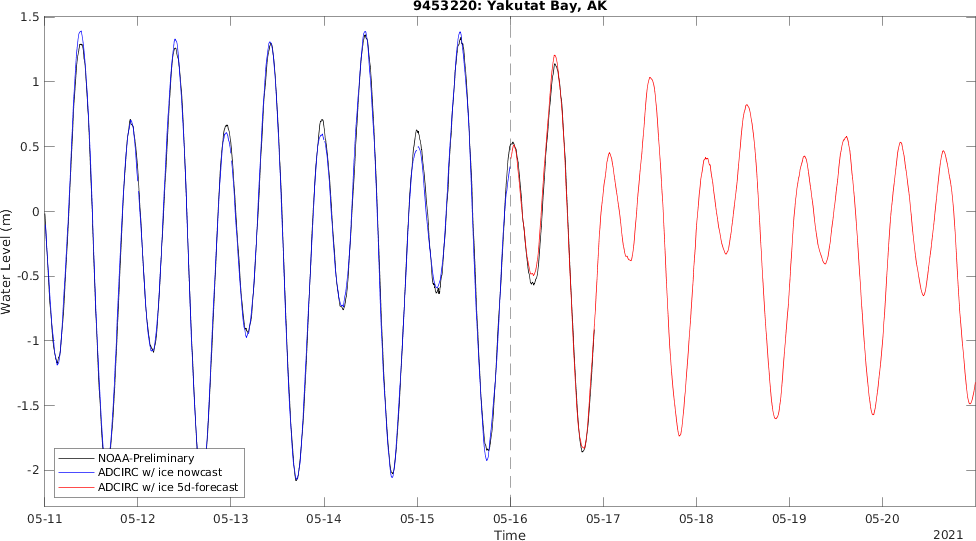 9453220: Yakutat Bay, AK
1.5
1
0.5
0
-0.5
-1
-1.5
-2
Water Level (m)
NOAA-Preliminary
ADCIRC w/ ice nowcast
ADCIRC w/ ice 5d-forecast
05-11 05-12 05-13 05-14 05-15 05-16 05-17 05-18 05-19 05-20
Time
2021